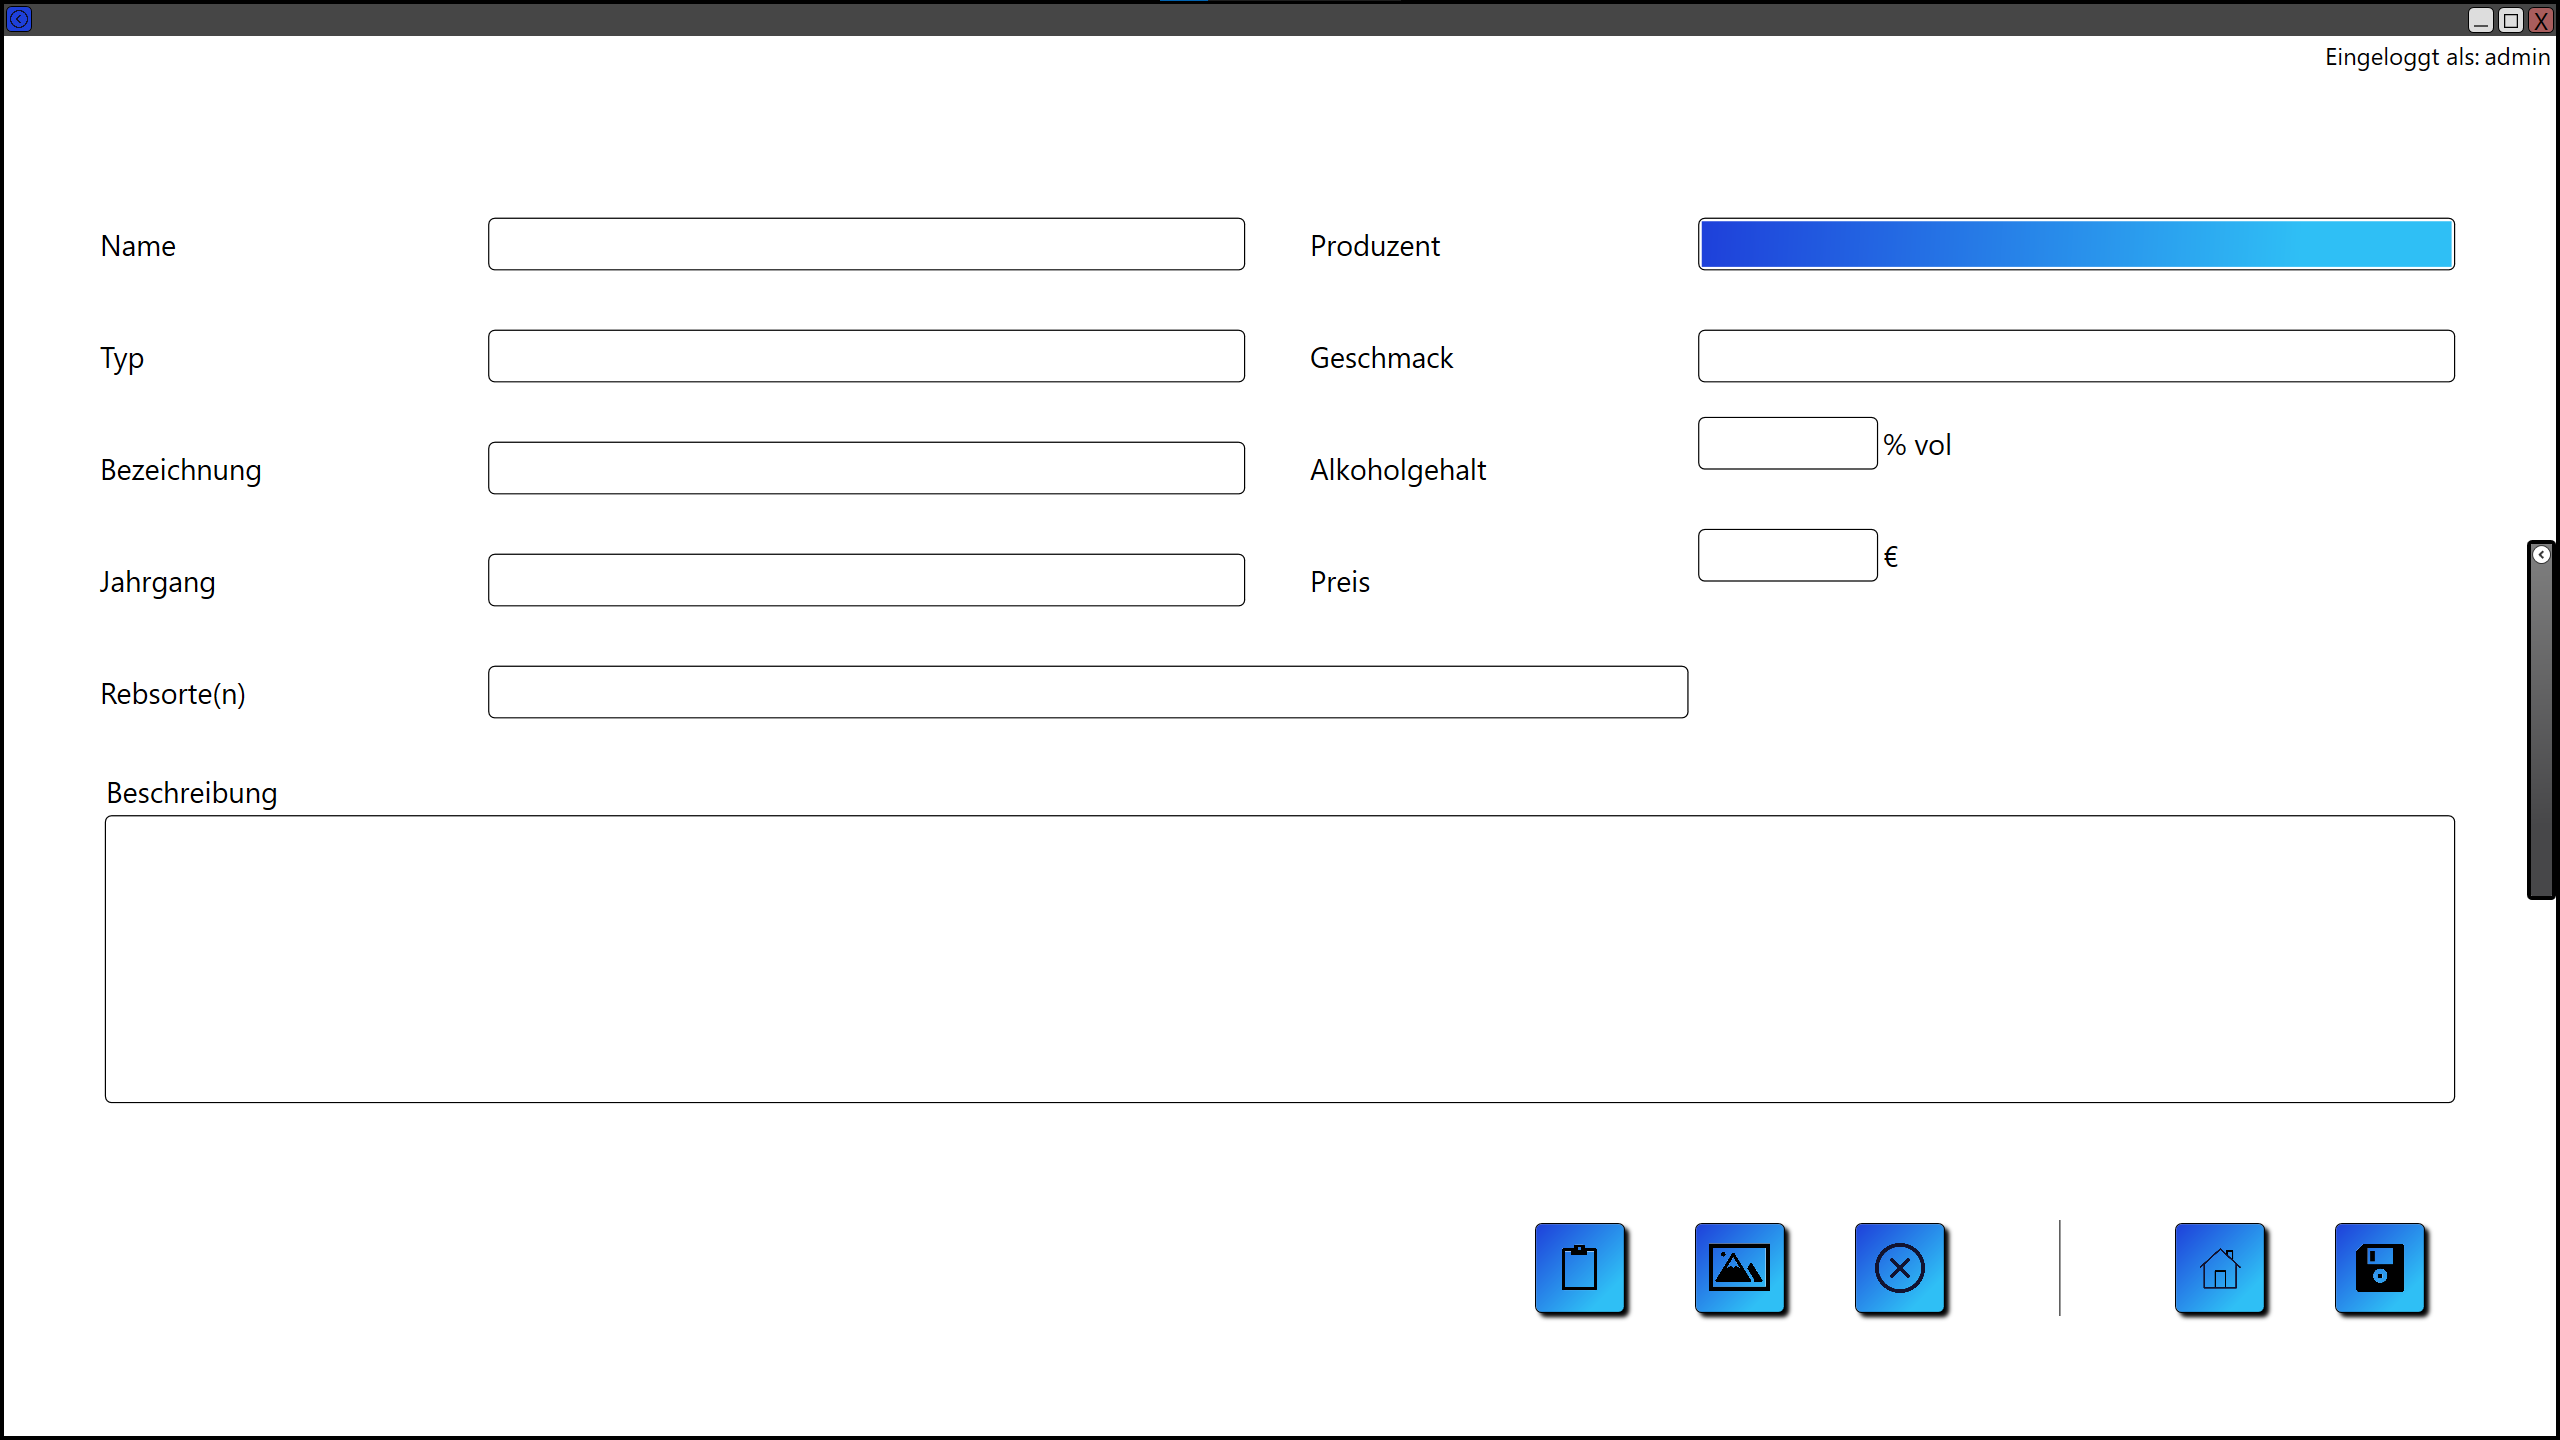 X
Eingeloggt als: admin
Name
Produzent
Typ
Geschmack
Bezeichnung
Alkoholgehalt
% vol
Jahrgang
Preis
€
Rebsorte(n)
Beschreibung